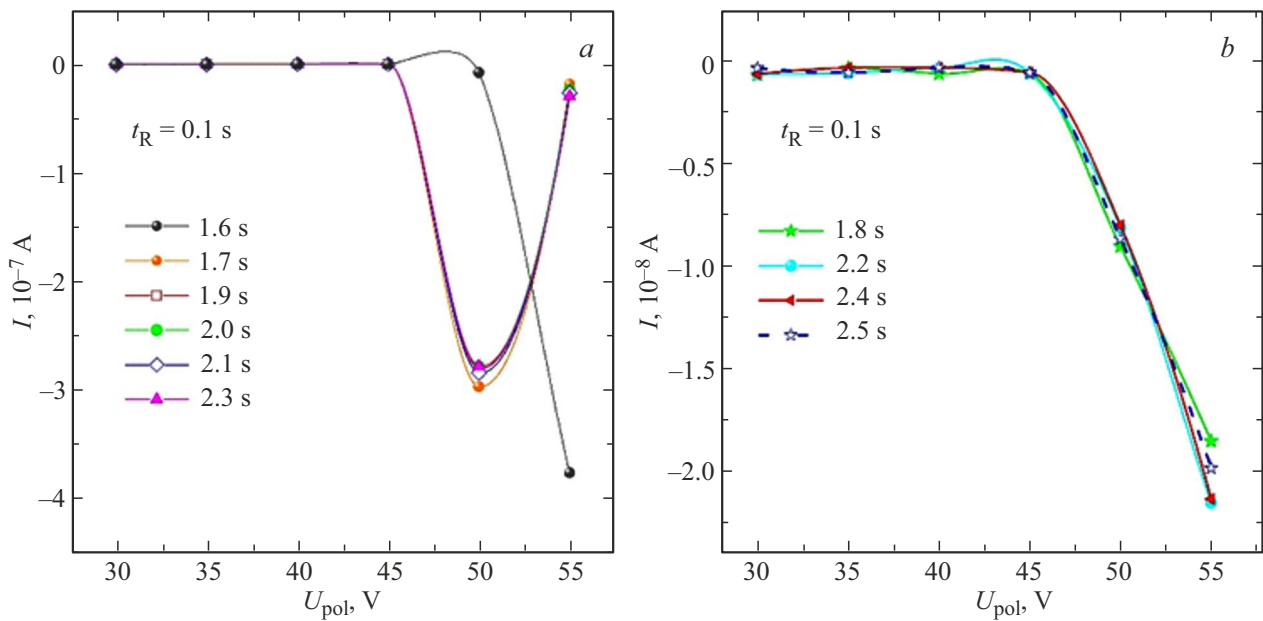 a
0
–1
–2
–3
–4
I, 10⁻⁷ A
t_R = 0.1 s
1.6 s
1.7 s
1.9 s
2.0 s
2.1 s
2.3 s
30 35 40 45 50 55
U_pol, V
b
0
–0.5
–1.0
–1.5
–2.0
I, 10⁻⁸ A
t_R = 0.1 s
1.8 s
2.2 s
2.4 s
2.5 s
30 35 40 45 50 55
U_pol, V